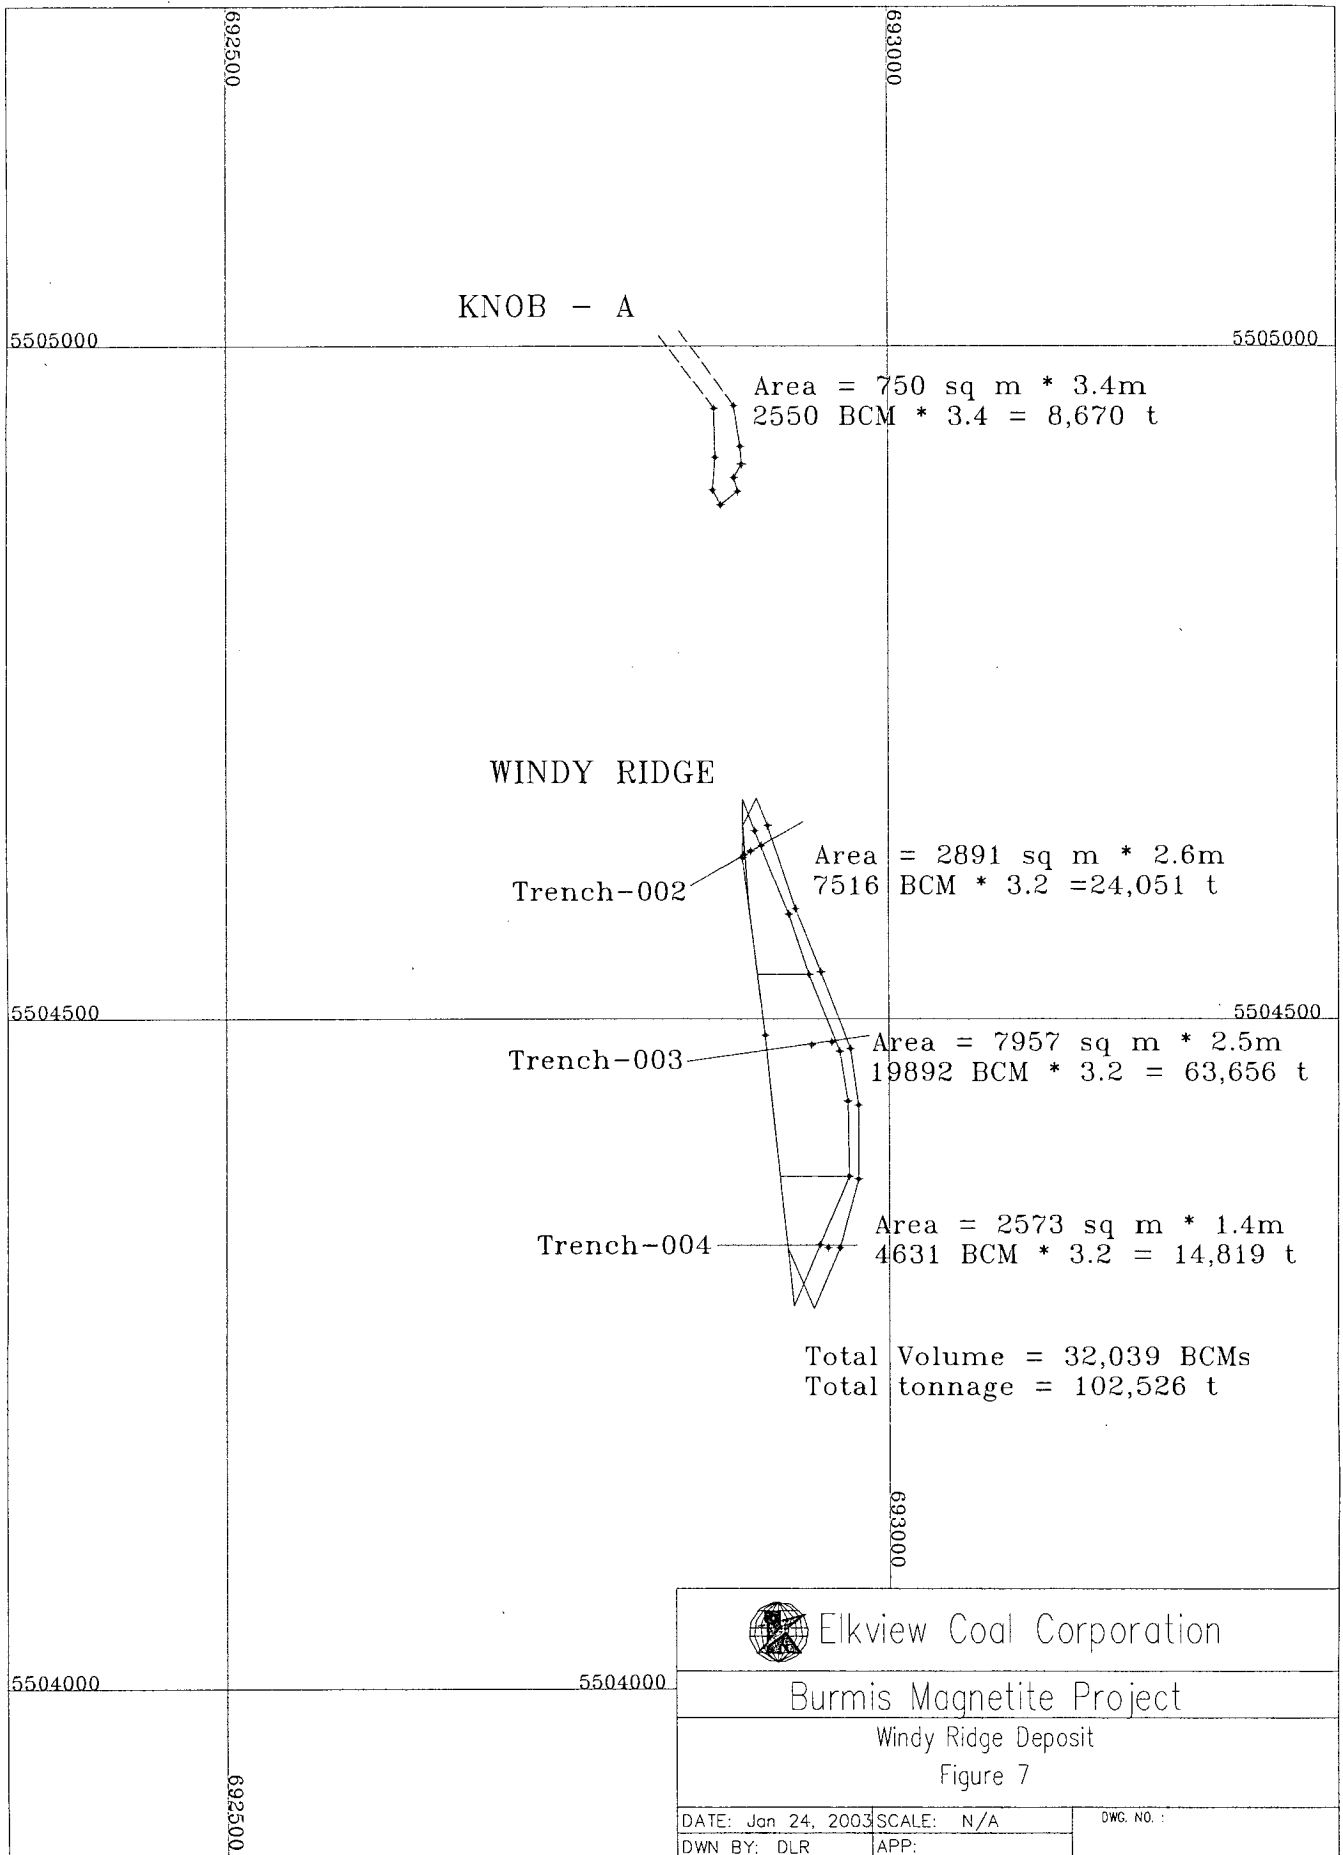 692500
693000
KNOB - A
5505000
5505000
Area = 750 sq m * 3.4m
2550 BCM * 3.4 = 8,670 t
WINDY RIDGE
Area = 2891 sq m * 2.6m
7516 BCM * 3.2 =24,051 t
Trench-002
5504500
5504500
Area = 7957 sq m * 2.5m
19892 BCM * 3.2 = 63,656 t
Trench-003
Area = 2573 sq m * 1.4m
4631 BCM * 3.2 = 14,819 t
Trench-004
Total Volume = 32,039 BCMs
Total tonnage = 102,526 t
693000
Elkview Coal Corporation
5504000
5504000
Burmis Magnetite Project
Windy Ridge Deposit
Figure 7
692500
DATE: Jan 24, 2003
SCALE: N/A
DWG. NO. :
DWN BY: DLR
APP: